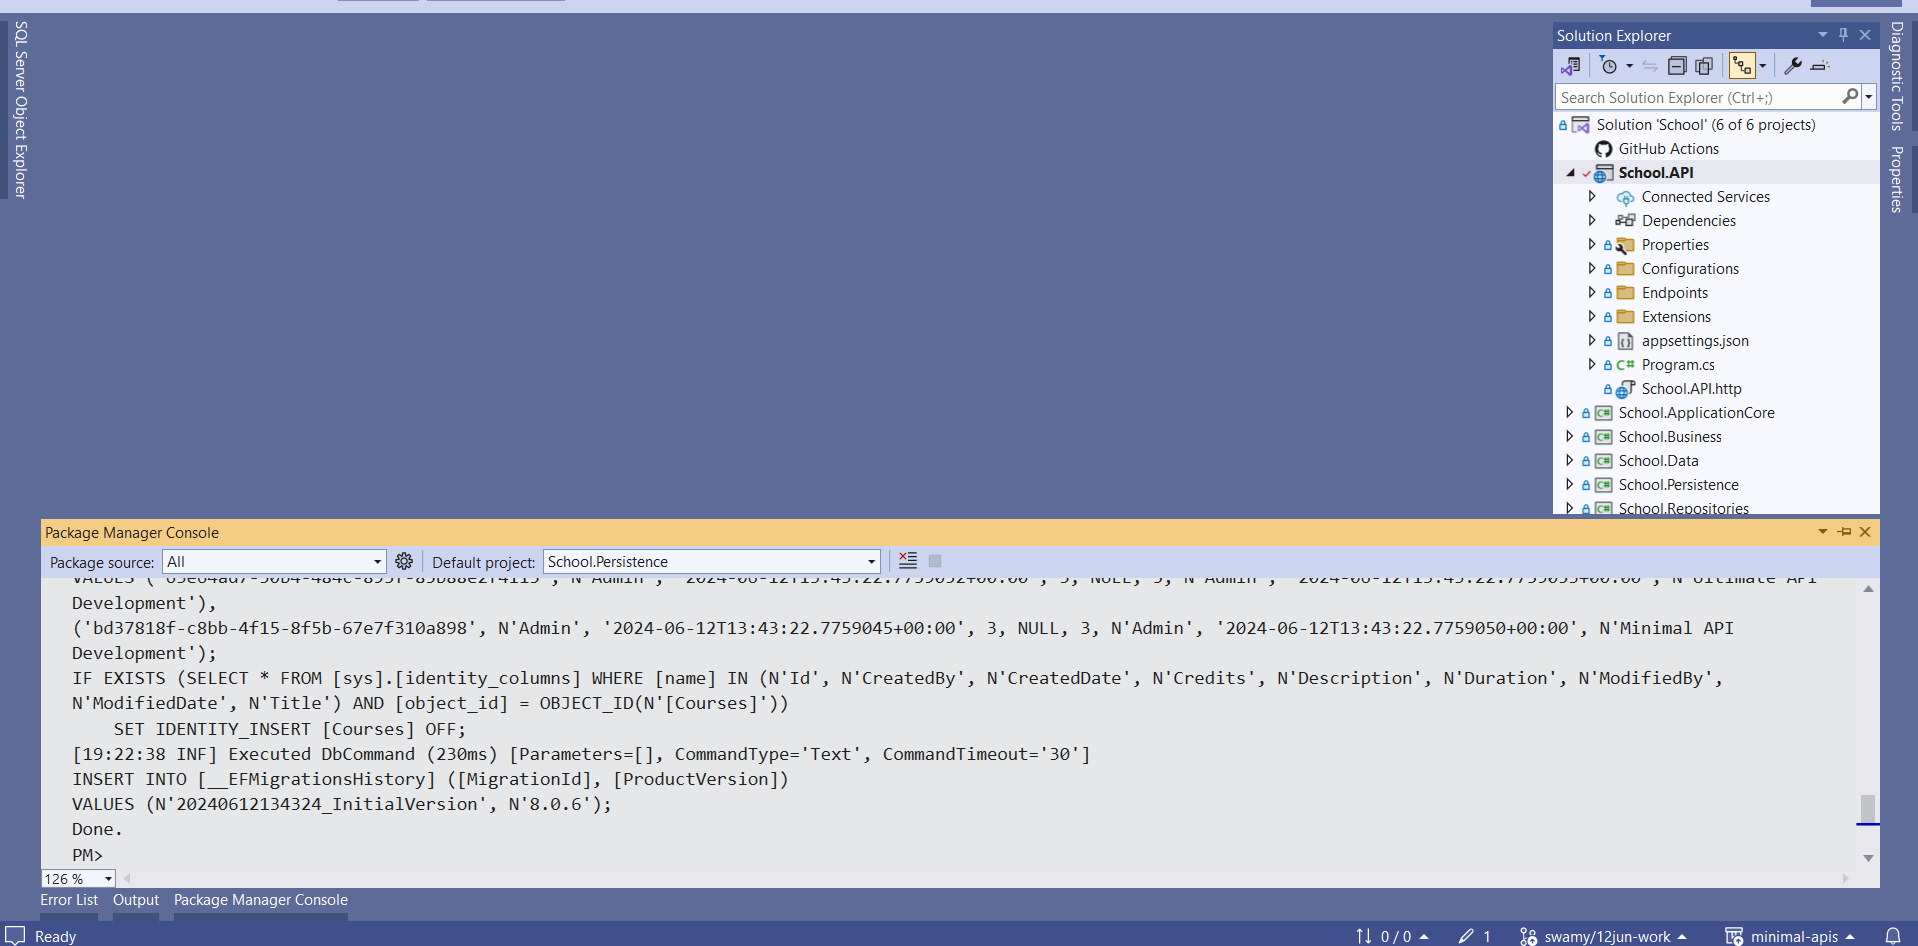 SQL Server Object Explorer
Solution Explorer
Search Solution Explorer (Ctrl+;)
Solution 'School' (6 of 6 projects)
GitHub Actions
School.API
Connected Services
Dependencies
Properties
Configurations
Endpoints
Extensions
appsettings.json
Program.cs
School.API.http
School.ApplicationCore
School.Business
School.Data
School.Persistence
School.Repositories
Diagnostic Tools
Properties
Package Manager Console
Package source: All Default project: School.Persistence
Development'),
('bd37818f-c8bb-4f15-8f5b-67e7f310a898', N'Admin', '2024-06-12T13:43:22.7759045+00:00', 3, NULL, 3, N'Admin', '2024-06-12T13:43:22.7759050+00:00', N'Minimal API
Development');
IF EXISTS (SELECT * FROM [sys].[identity_columns] WHERE [name] IN (N'Id', N'CreatedBy', N'CreatedDate', N'Credits', N'Description', N'Duration', N'ModifiedBy',
N'ModifiedDate', N'Title') AND [object_id] = OBJECT_ID(N'[Courses]'))
SET IDENTITY_INSERT [Courses] OFF;
[19:22:38 INF] Executed DbCommand (230ms) [Parameters=[], CommandType='Text', CommandTimeout='30']
INSERT INTO [__EFMigrationsHistory] ([MigrationId], [ProductVersion])
VALUES (N'20240612134324_InitialVersion', N'8.0.6');
Done.
PM>
126 %
Error List Output Package Manager Console
Ready 0 / 0 1 swamy/12jun-work minimal-apis